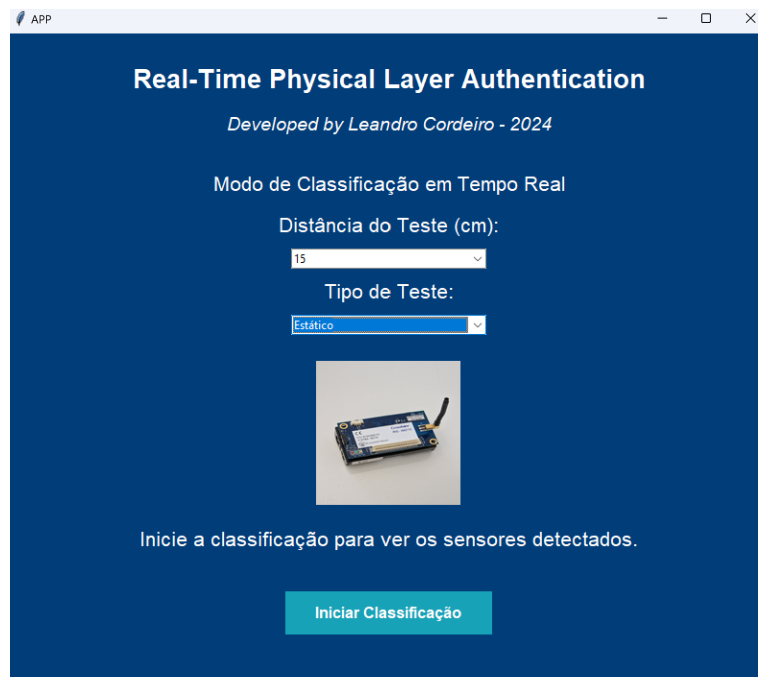 APP
Real-Time Physical Layer Authentication
Developed by Leandro Cordeiro - 2024
Modo de Classificação em Tempo Real
Distância do Teste (cm):
15
Tipo de Teste:
Estático
Inicie a classificação para ver os sensores detectados.
Iniciar Classificação